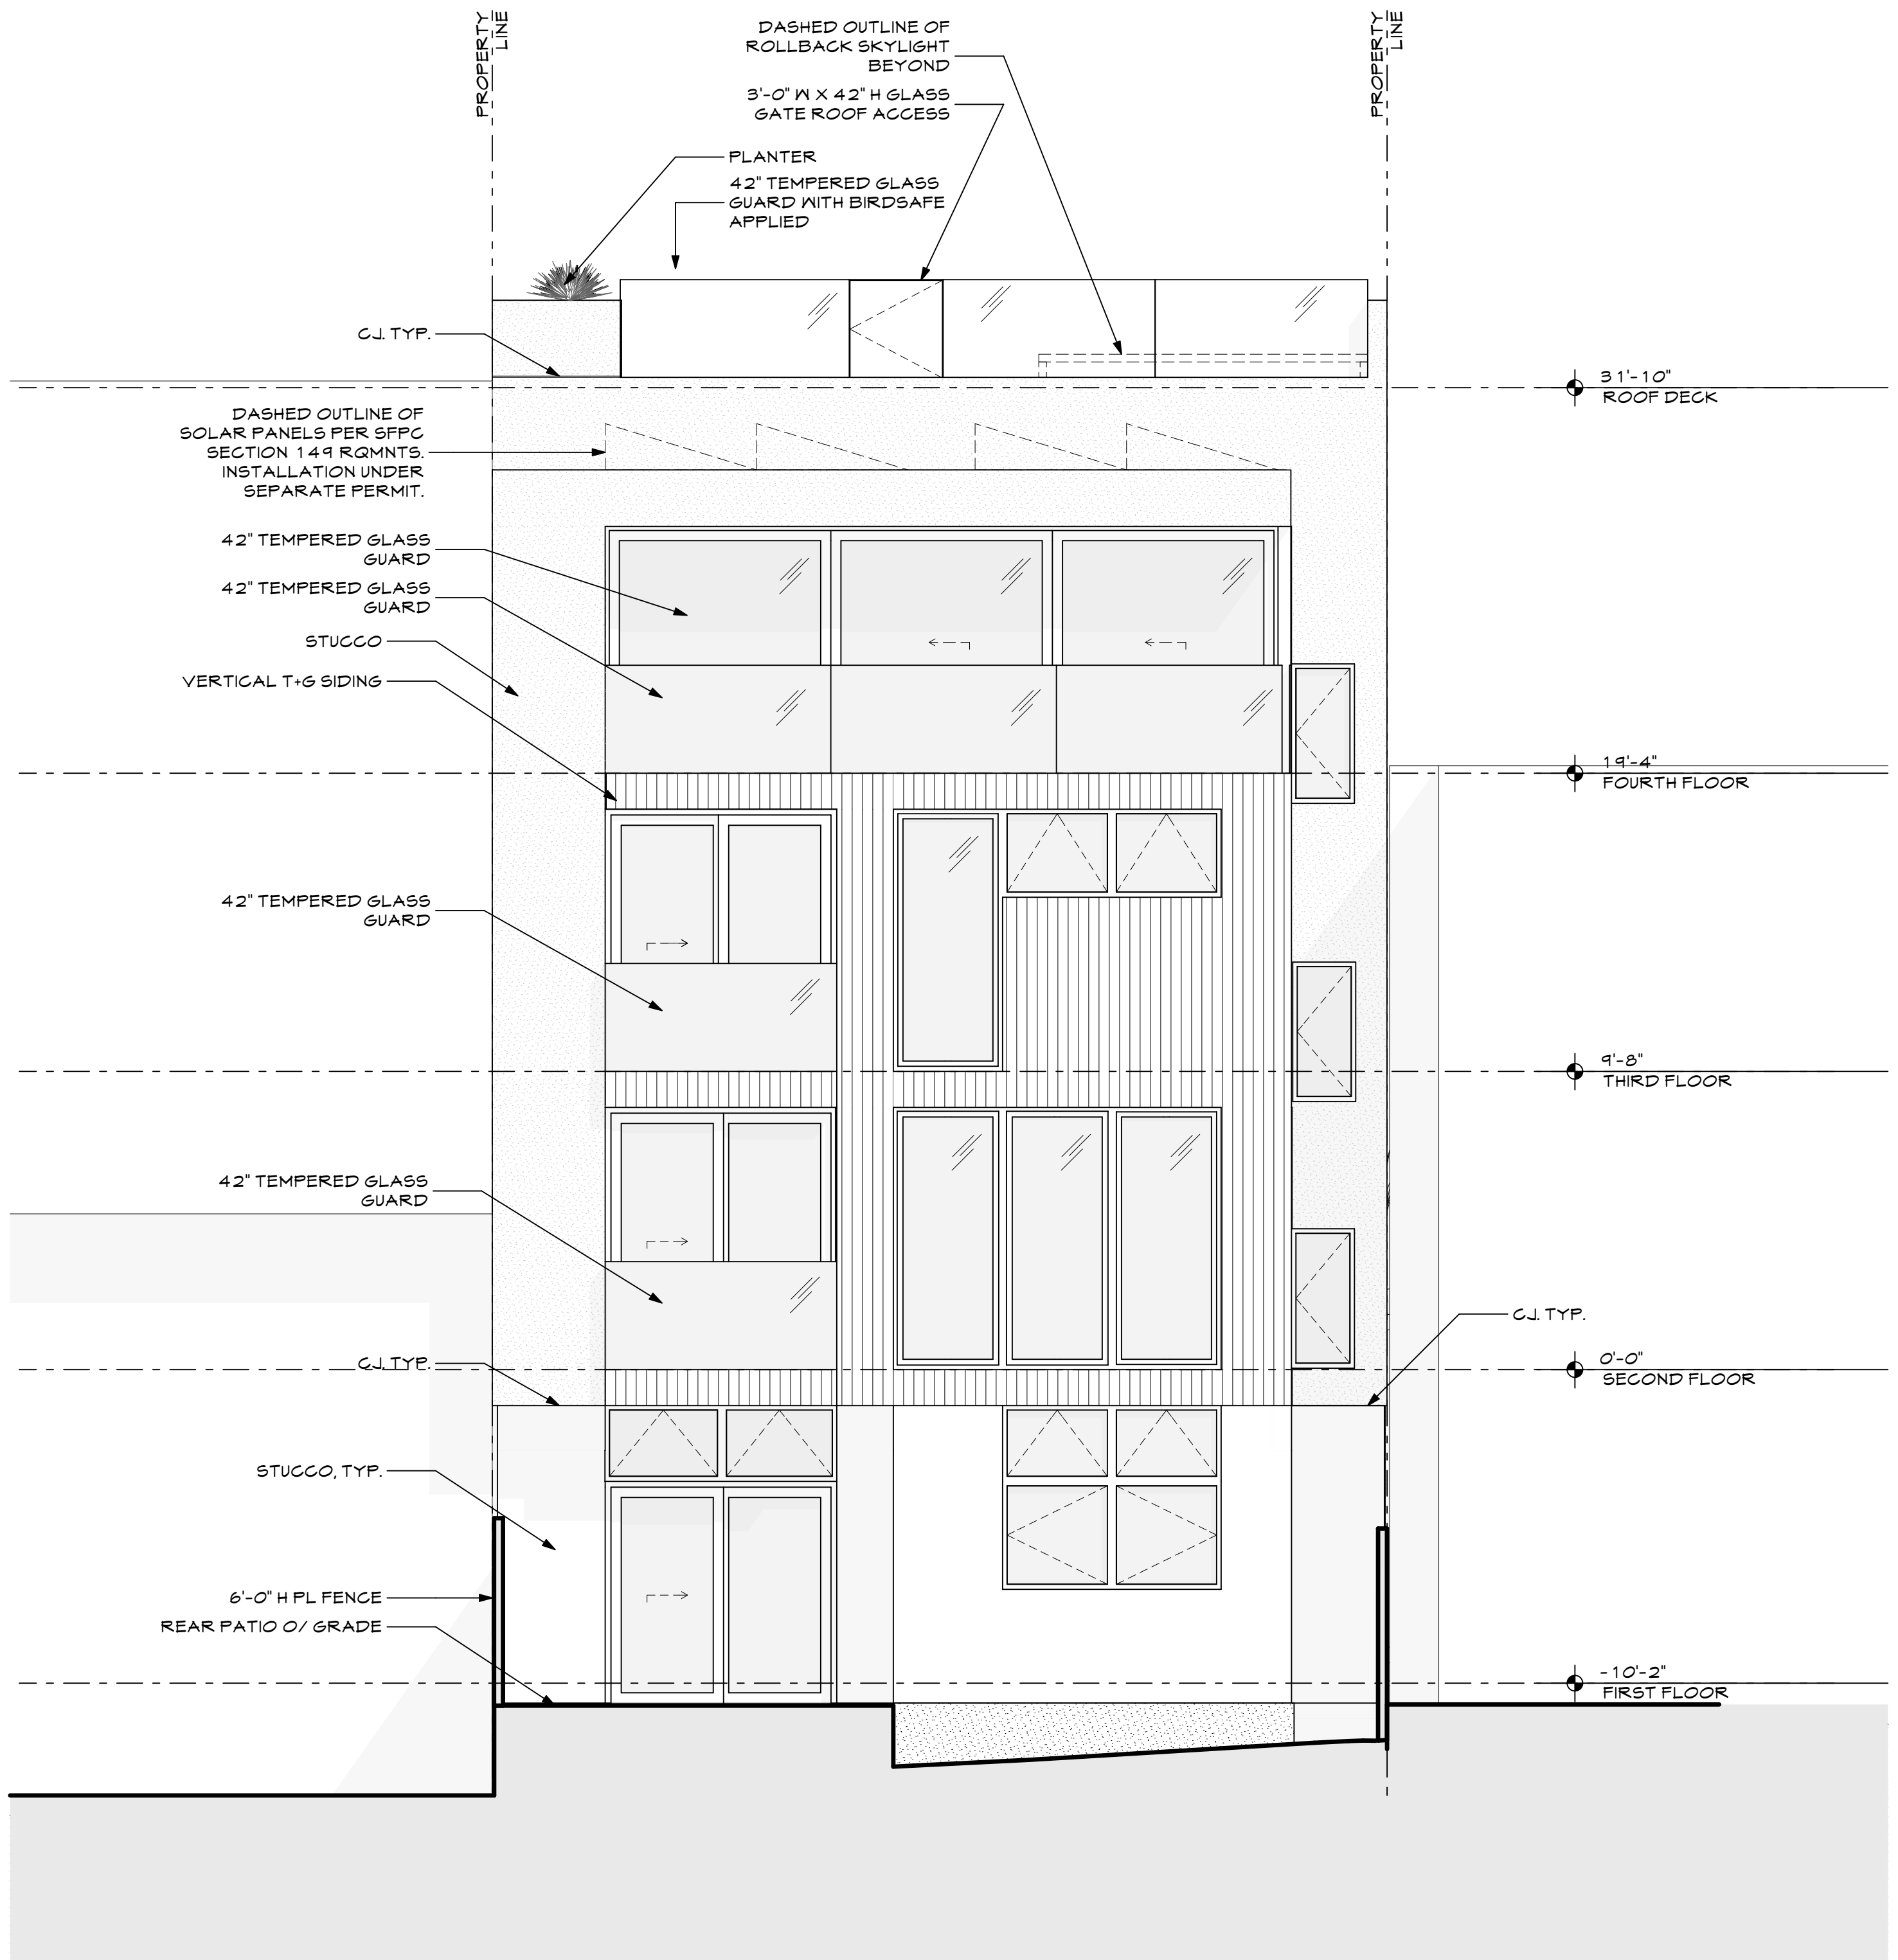 PROPERTY
LINE
DASHED OUTLINE OF
ROLLBACK SKYLIGHT
BEYOND
3'-0" W X 42" H GLASS
GATE ROOF ACCESS
PLANTER
42" TEMPERED GLASS
GUARD WITH BIRDSAFE
APPLIED
PROPERTY
LINE
C.J. TYP.
31'-10"
ROOF DECK
DASHED OUTLINE OF
SOLAR PANELS PER SFPC
SECTION 149 RQMNTS.
INSTALLATION UNDER
SEPARATE PERMIT.
42" TEMPERED GLASS
GUARD
42" TEMPERED GLASS
GUARD
STUCCO
VERTICAL T+G SIDING
19'-4"
FOURTH FLOOR
42" TEMPERED GLASS
GUARD
9'-8"
THIRD FLOOR
42" TEMPERED GLASS
GUARD
C.J. TYP.
C.J. TYP.
0'-0"
SECOND FLOOR
STUCCO, TYP.
6'-0" H PL FENCE
REAR PATIO O/ GRADE
-10'-2"
FIRST FLOOR